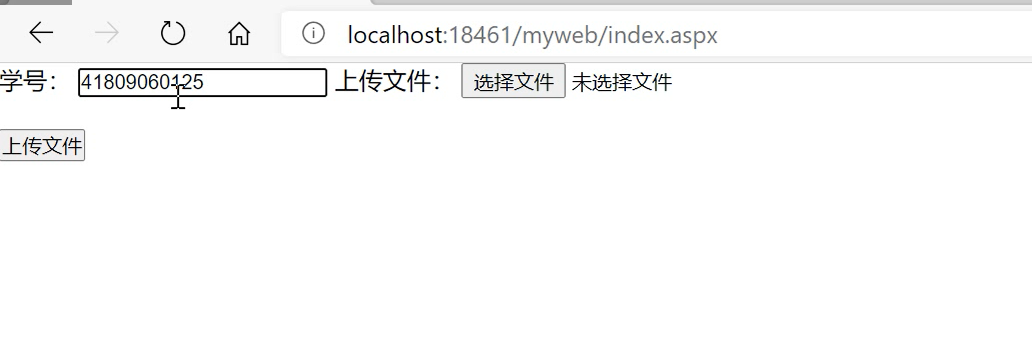 localhost:18461/myweb/index.aspx
学号： 41809060125 上传文件： 选择文件 未选择文件
上传文件